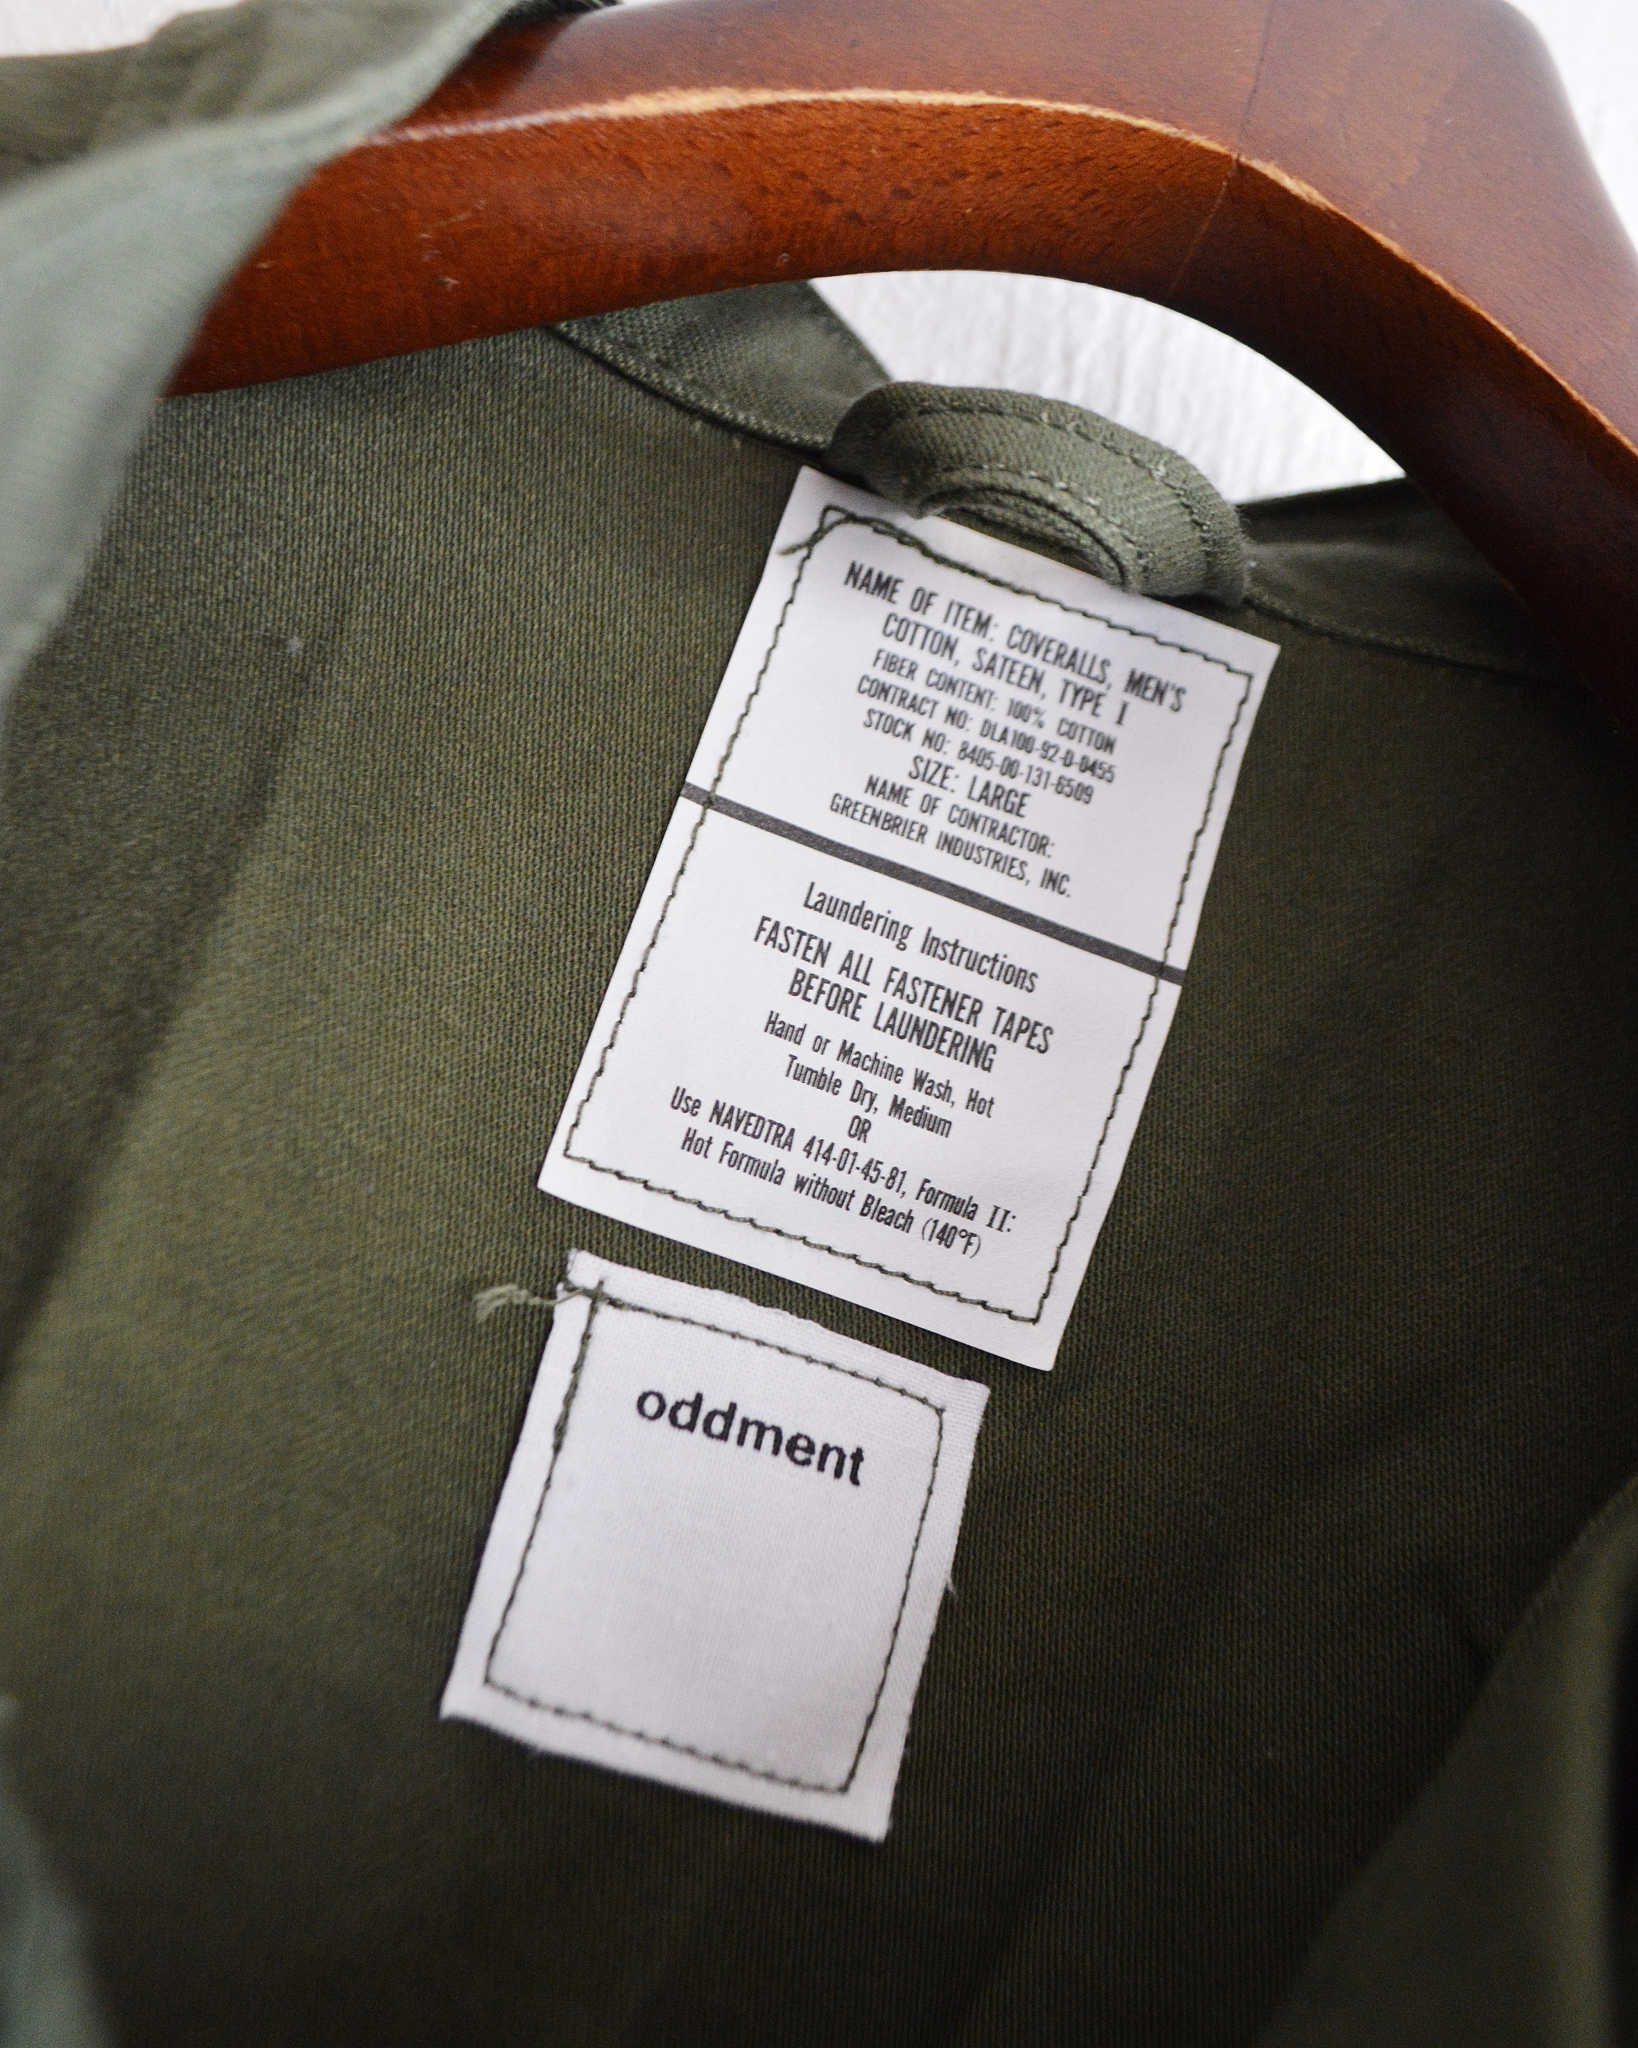 NAME OF ITEM: COVERALLS, MEN'S
COTTON, SATEEN, TYPE I
FIBER CONTENT: 100% COTTON
CONTRACT NO: DLA100-92-D-0455
STOCK NO: 8405-00-131-6509
SIZE: LARGE
NAME OF CONTRACTOR:
GREENBRIER INDUSTRIES, INC.
Laundering Instructions
FASTEN ALL FASTENER TAPES
BEFORE LAUNDERING
Hand or Machine Wash, Hot
Tumble Dry, Medium
OR
Use NAVEDTRA 414-01-45-81, Formula II:
Hot Formula without Bleach (140°F)
oddment